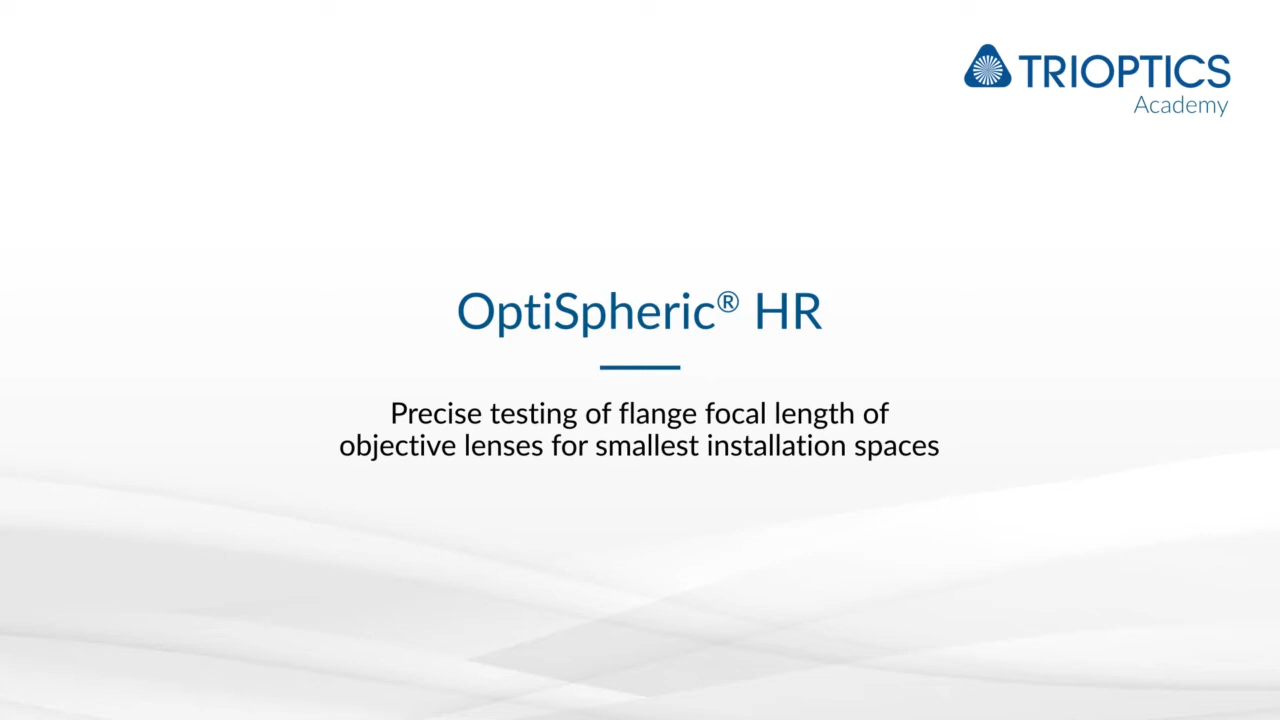 TRIOPTICS
Academy
OptiSpheric® HR
Precise testing of flange focal length of
objective lenses for smallest installation spaces